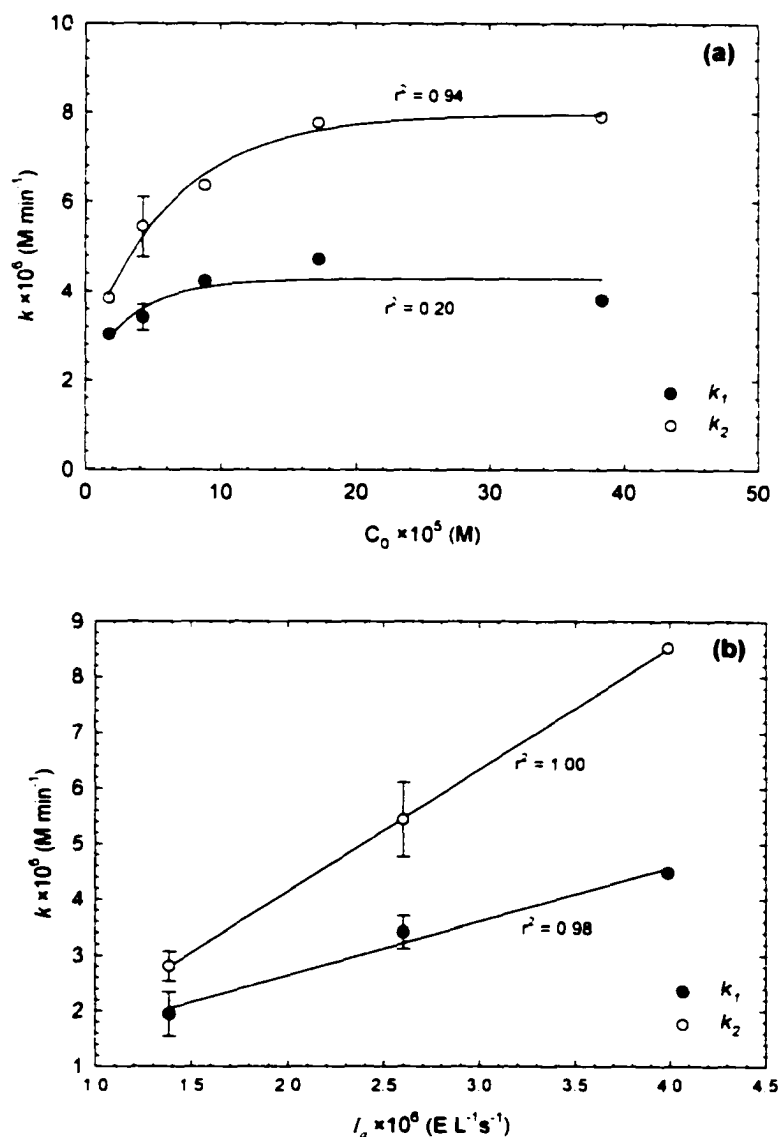 (a)
10
8
6
4
2
0
k ×10⁶ (M min⁻¹)
r² = 0 94
r² = 0 20
k₁
k₂
0 10 20 30 40 50
C₀ ×10⁵ (M)
(b)
9
8
7
6
5
4
3
2
1
k ×10⁶ (M min⁻¹)
r² = 1 00
r² = 0 98
k₁
k₂
1 0 1 5 2 0 2 5 3 0 3 5 4 0 4 5
Iₐ ×10⁶ (E L⁻¹s⁻¹)